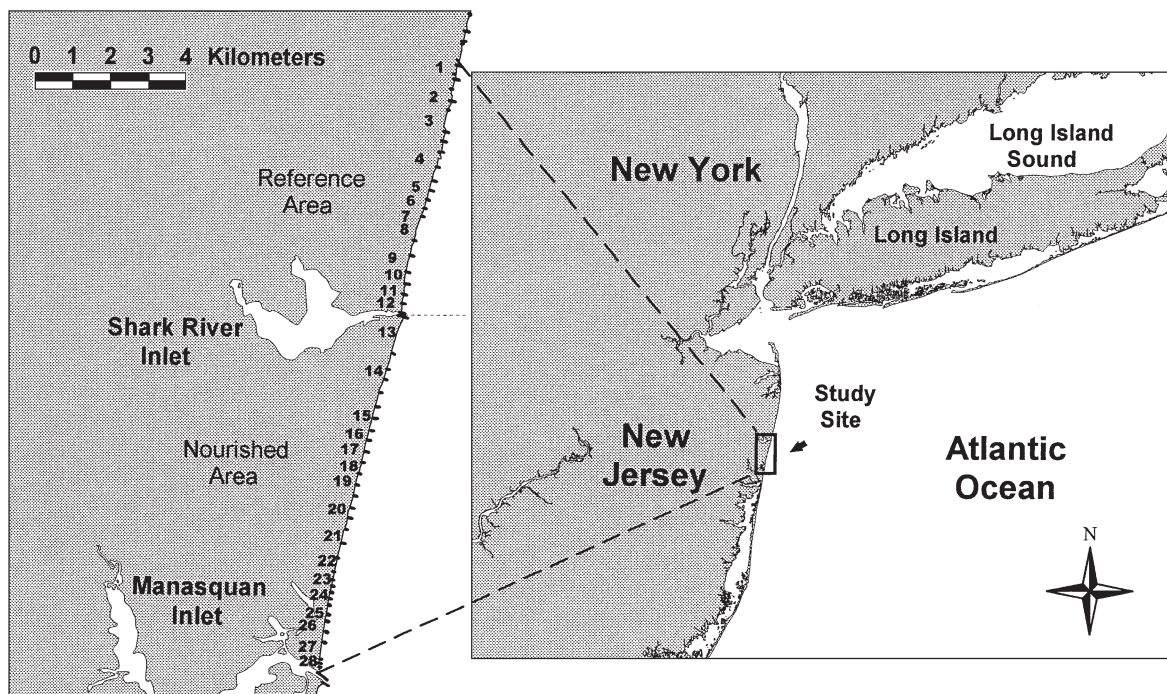 0 1 2 3 4 Kilometers
1
2
3
4
Reference
Area
5
6
7
8
9
10
11
12
Shark River
Inlet
13
14
15
16
Nourished
Area
17
18
19
20
21
22
Manasquan
Inlet
23
24
25
26
27
28
New York
Long Island
Sound
Long Island
Study
Site
New
Jersey
Atlantic
Ocean
N